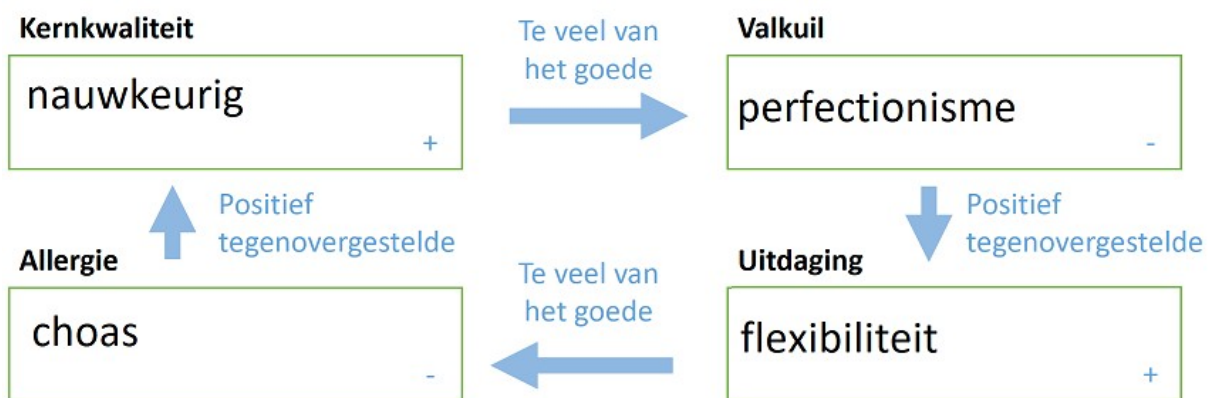 Kernkwaliteit
nauwkeurig
+
Te veel van
het goede
Valkuil
perfectionisme
-
Positief
tegenovergestelde
Positief
tegenovergestelde
Allergie
choas
-
Te veel van
het goede
Uitdaging
flexibiliteit
+